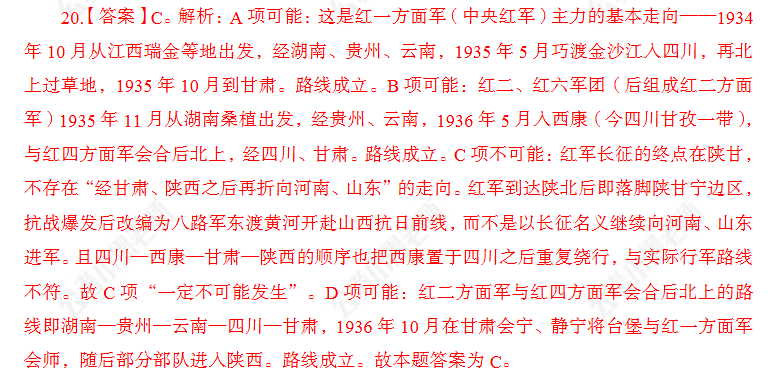 20.【答案】C。解析：A 项可能：这是红一方面军（中央红军）主力的基本走向——1934
年 10 月从江西瑞金等地出发，经湖南、贵州、云南，1935 年 5 月巧渡金沙江入四川，再北
上过草地，1935 年 10 月到甘肃。路线成立。B 项可能：红二、红六军团（后组成红二方面
军）1935 年 11 月从湖南桑植出发，经贵州、云南，1936 年 5 月入西康（今四川甘孜一带），
与红四方面军会合后北上，经四川、甘肃。路线成立。C 项不可能：红军长征的终点在陕甘，
不存在“经甘肃、陕西之后再折向河南、山东”的走向。红军到达陕北后即落脚陕甘宁边区，
抗战爆发后改编为八路军东渡黄河开赴山西抗日前线，而不是以长征名义继续向河南、山东
进军。且四川—西康—甘肃—陕西的顺序也把西康置于四川之后重复绕行，与实际行军路线
不符。故 C 项“一定不可能发生”。D 项可能：红二方面军与红四方面军会合后北上的路
线即湖南—贵州—云南—四川—甘肃，1936 年 10 月在甘肃会宁、静宁将台堡与红一方面军
会师，随后部分部队进入陕西。路线成立。故本题答案为 C。